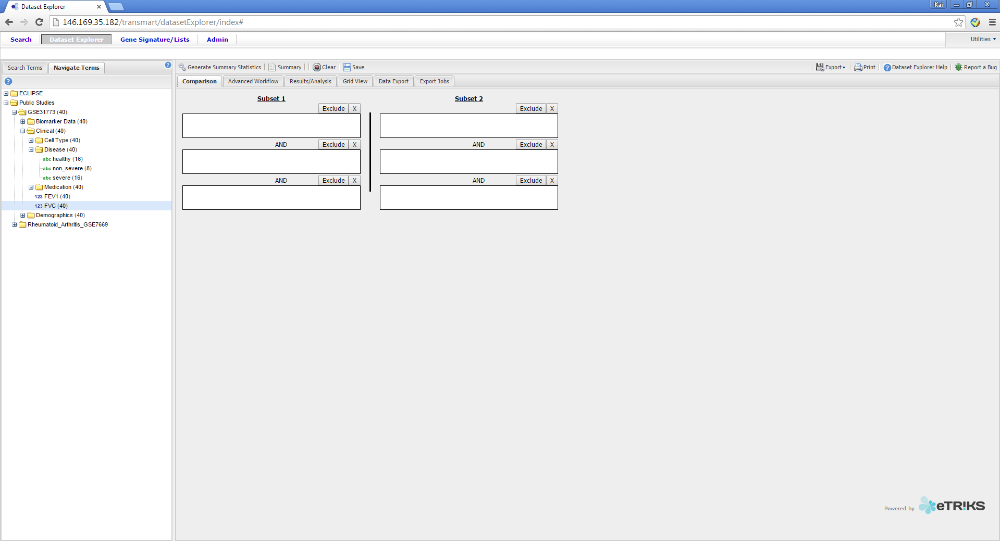 Dataset Explorer
Kai
146.169.35.182/transmart/datasetExplorer/index#
Search Dataset Explorer Gene Signature/Lists Admin Utilities
Search Terms Navigate Terms
Generate Summary Statistics Summary Clear Save Export Print Dataset Explorer Help Report a Bug
Comparison Advanced Workflow Results/Analysis Grid View Data Export Export Jobs
ECLIPSE
Public Studies
GSE31773 (40)
Biomarker Data (40)
Clinical (40)
Cell Type (40)
Disease (40)
abc healthy (16)
abc non_severe (8)
abc severe (16)
Medication (40)
123 FEV1 (40)
123 FVC (40)
Demographics (40)
Rheumatoid_Arthritis_GSE7669
Subset 1 Subset 2
Exclude X Exclude X
AND Exclude X AND Exclude X
AND Exclude X AND Exclude X
Powered by eTRIKS